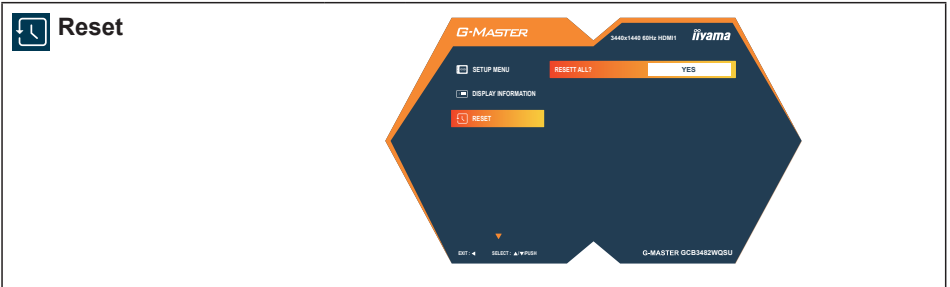 Reset
G-MASTER
3440x1440 60Hz HDMI1 iiyama
SETUP MENU
RESETT ALL? YES
DISPLAY INFORMATION
RESET
EXIT : ◀ SELECT : ▲/▼/PUSH
G-MASTER GCB3482WQSU